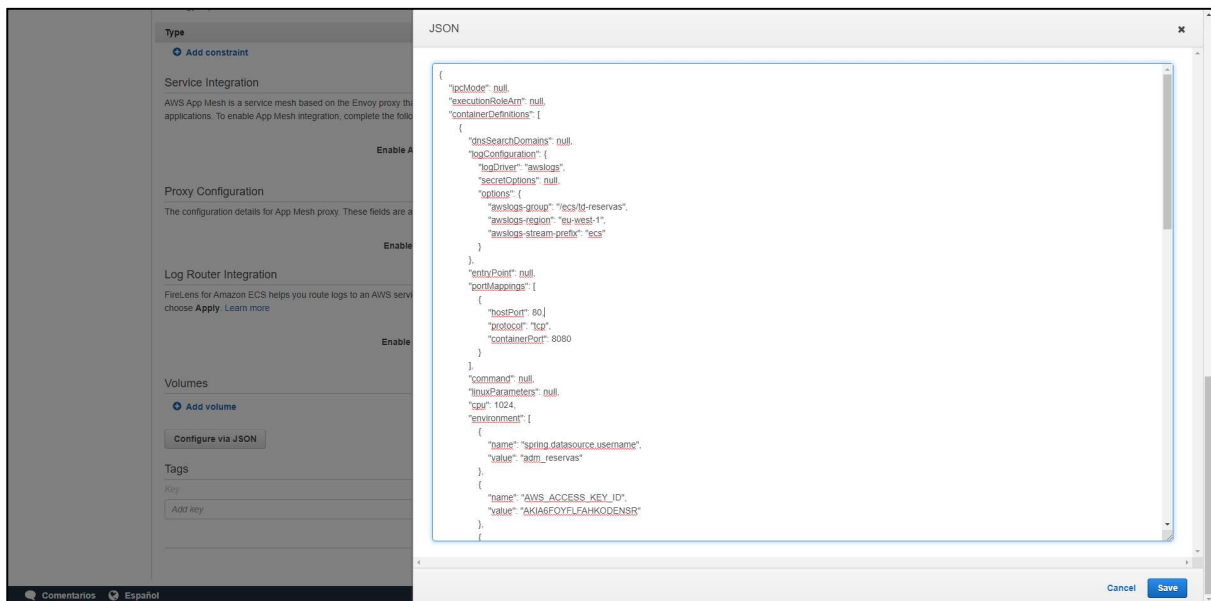 Type
Add constraint
Service Integration
AWS App Mesh is a service mesh based on the Envoy proxy tha
applications. To enable App Mesh integration, complete the follo
Enable A
Proxy Configuration
The configuration details for App Mesh proxy. These fields are a
Enable
Log Router Integration
FireLens for Amazon ECS helps you route logs to an AWS servi
choose Apply. Learn more
Enable
Volumes
Add volume
Configure via JSON
Tags
Key
Add key
Comentarios Español
JSON
{
"ipcMode": null,
"executionRoleArn": null,
"containerDefinitions": [
{
"dnsSearchDomains": null,
"logConfiguration": {
"logDriver": "awslogs",
"secretOptions": null,
"options": {
"awslogs-group": "/ecs/td-reservas",
"awslogs-region": "eu-west-1",
"awslogs-stream-prefix": "ecs"
}
},
"entryPoint": null,
"portMappings": [
{
"hostPort": 80,
"protocol": "tcp",
"containerPort": 8080
}
],
"command": null,
"linuxParameters": null,
"cpu": 1024,
"environment": [
{
"name": "spring.datasource.username",
"value": "adm_reservas"
},
{
"name": "AWS_ACCESS_KEY_ID",
"value": "AKIA6FOYFLFAHKODENSR"
},
{
Cancel Save